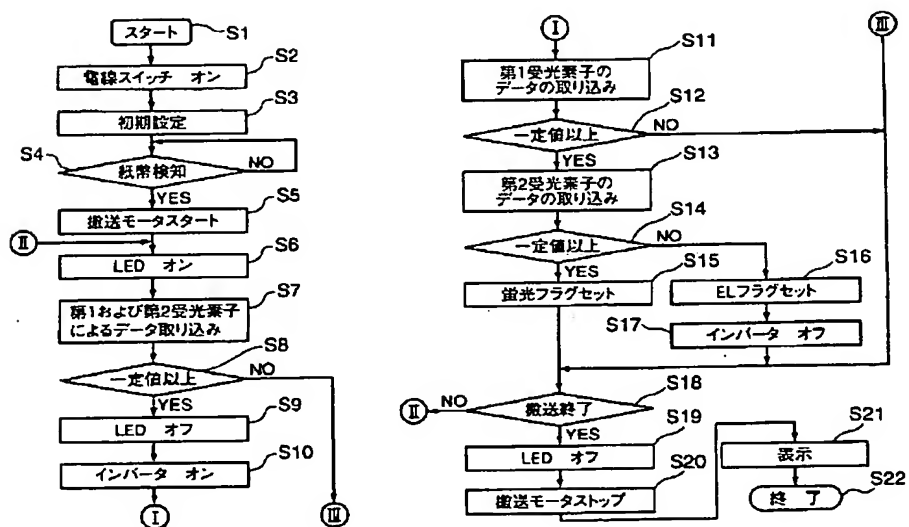 スタート S1
S2
電線スイッチ オン
S3
初期設定
S4
紙幣検知 NO
YES
S5
搬送モータスタート
II
S6
LED オン
S7
第1および第2受光素子
によるデータ取り込み
S8
一定値以上 NO
YES
S9
LED オフ
S10
インバータ オン
I
III
I
III
S11
第1受光素子の
データの取り込み
S12
一定値以上 NO
YES
S13
第2受光素子の
データの取り込み
S14
一定値以上 NO
YES
S15
蛍光フラグセット
S16
ELフラグセット
S17
インバータ オフ
S18
II NO 搬送終了
YES
S19
LED オフ
S20
搬送モータストップ
S21
表示
S22
終了